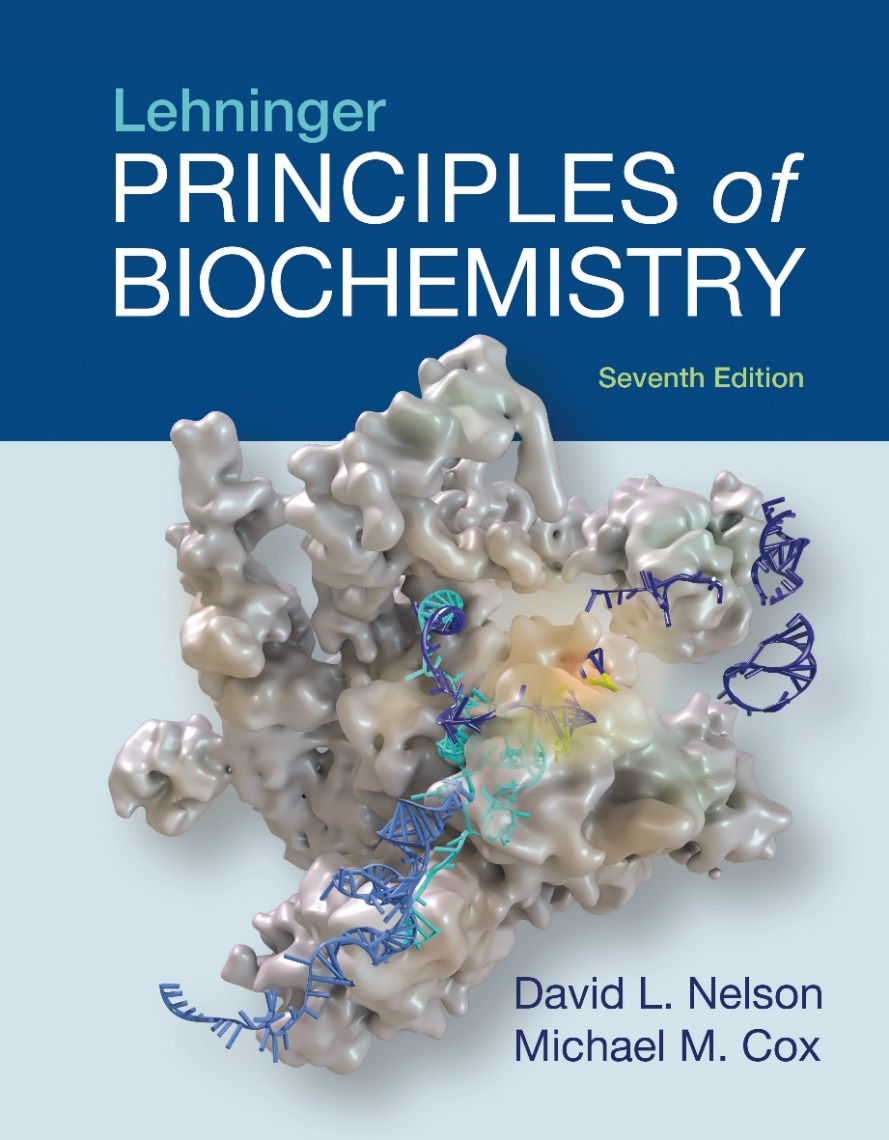 Lehninger
PRINCIPLES of
BIOCHEMISTRY
Seventh Edition
David L. Nelson
Michael M. Cox